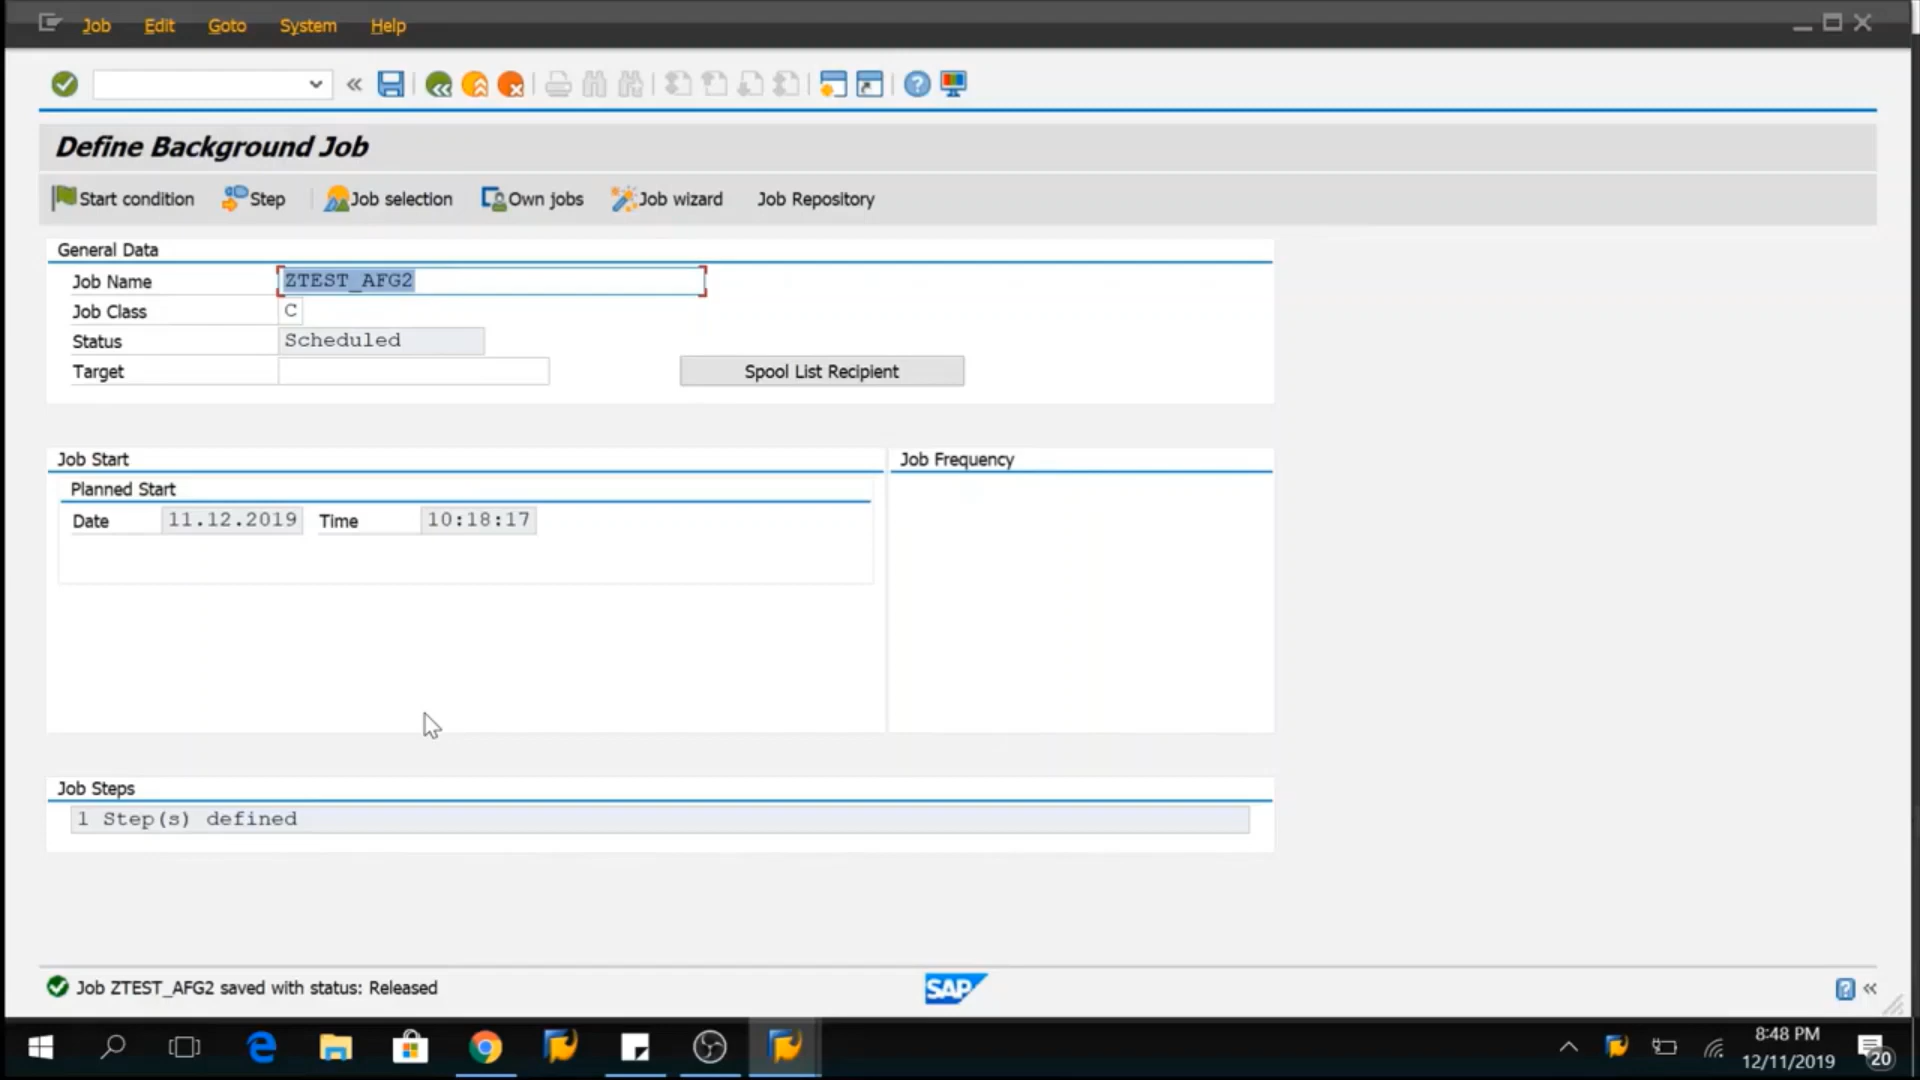 Job Edit Goto System Help
Define Background Job
Start condition Step Job selection Own jobs Job wizard Job Repository
General Data
Job Name ZTEST_AFG2
Job Class C
Status Scheduled
Target Spool List Recipient
Job Start Job Frequency
Planned Start
Date 11.12.2019 Time 10:18:17
Job Steps
1 Step(s) defined
Job ZTEST_AFG2 saved with status: Released
SAP
8:48 PM
12/11/2019
20